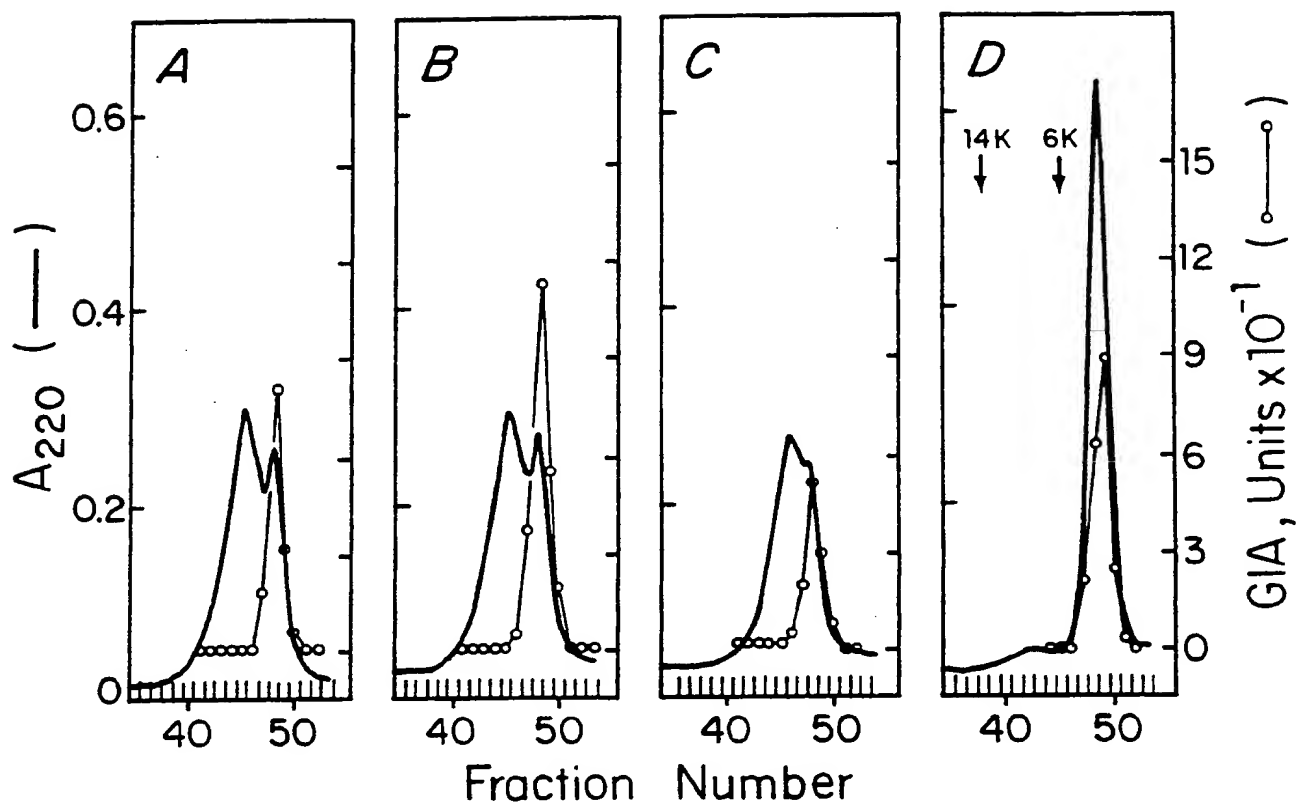 A B C D
0.6
0.4
0.2
0
A220 (——)
14K 6K
15
12
9
6
3
0
GIA, Units x10⁻¹ (o——o)
40 50 40 50 40 50 40 50
Fraction Number